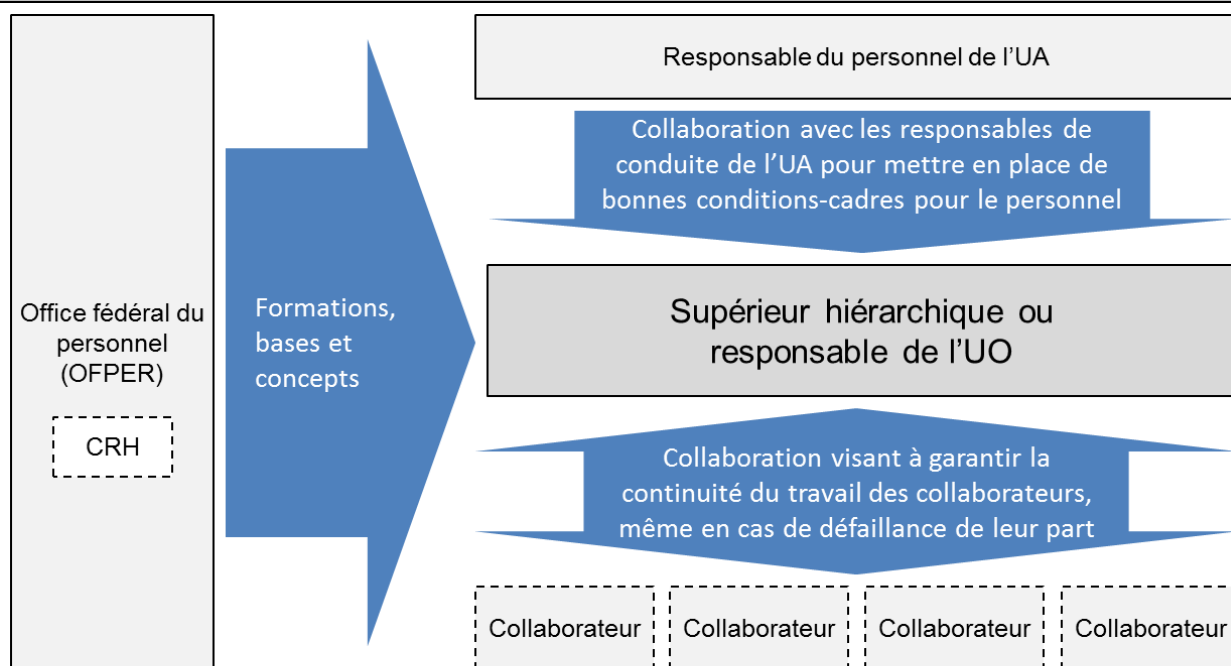 Office fédéral du
personnel
(OFPER)
CRH
Formations,
bases et
concepts
Responsable du personnel de l'UA
Collaboration avec les responsables de
conduite de l'UA pour mettre en place de
bonnes conditions-cadres pour le personnel
Supérieur hiérarchique ou
responsable de l'UO
Collaboration visant à garantir la
continuité du travail des collaborateurs,
même en cas de défaillance de leur part
Collaborateur
Collaborateur
Collaborateur
Collaborateur